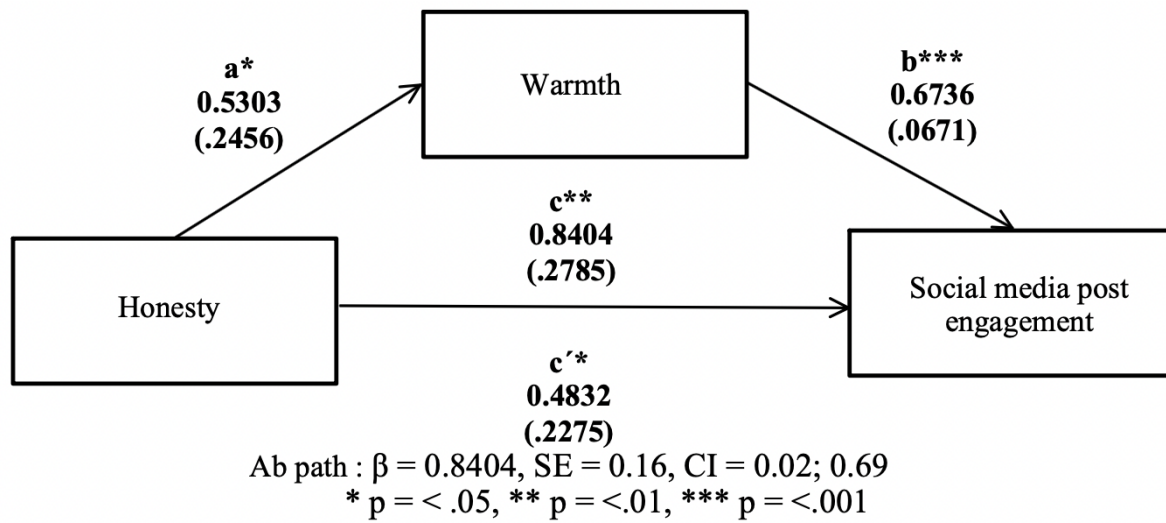 a*
0.5303
(.2456)
Warmth
b***
0.6736
(.0671)
c**
0.8404
(.2785)
Honesty
Social media post
engagement
c´*
0.4832
(.2275)
Ab path : β = 0.8404, SE = 0.16, CI = 0.02; 0.69
* p = < .05, ** p = <.01, *** p = <.001